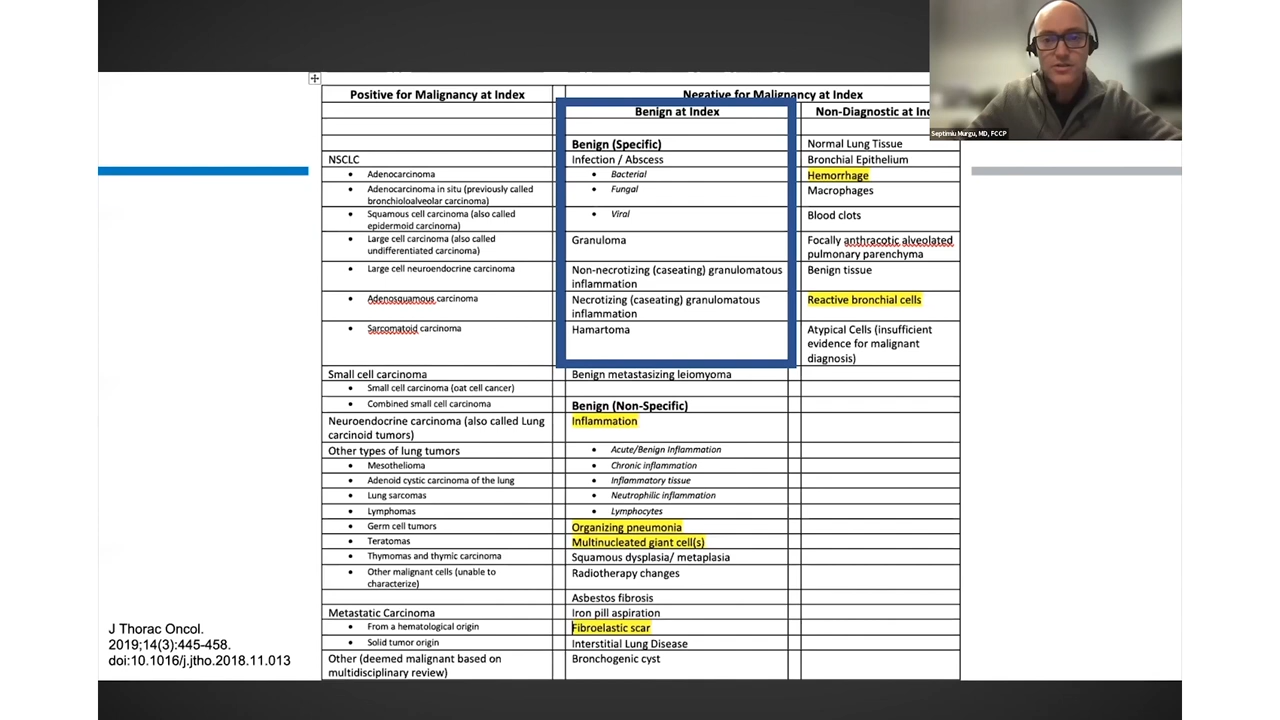 Positive for Malignancy at Index
Negative for Malignancy at Index
Benign at Index
Non-Diagnostic at
Septimiu Murgu, MD, FCCP
Benign (Specific)
Normal Lung Tissue
NSCLC
Infection / Abscess
Bronchial Epithelium
• Adenocarcinoma
• Bacterial
Hemorrhage
• Adenocarcinoma in situ (previously called
bronchioloalveolar carcinoma)
• Fungal
Macrophages
• Squamous cell carcinoma (also called
epidermoid carcinoma)
• Viral
Blood clots
• Large cell carcinoma (also called
undifferentiated carcinoma)
Granuloma
Focally anthracotic alveolated
pulmonary parenchyma
• Large cell neuroendocrine carcinoma
Non-necrotizing (caseating) granulomatous
inflammation
Benign tissue
• Adenosquamous carcinoma
Necrotizing (caseating) granulomatous
inflammation
Reactive bronchial cells
• Sarcomatoid carcinoma
Hamartoma
Atypical Cells (insufficient
evidence for malignant
diagnosis)
Small cell carcinoma
Benign metastasizing leiomyoma
• Small cell carcinoma (oat cell cancer)
• Combined small cell carcinoma
Benign (Non-Specific)
Neuroendocrine carcinoma (also called Lung
carcinoid tumors)
Inflammation
Other types of lung tumors
• Acute/Benign Inflammation
• Mesothelioma
• Chronic inflammation
• Adenoid cystic carcinoma of the lung
• Inflammatory tissue
• Lung sarcomas
• Neutrophilic inflammation
• Lymphomas
• Lymphocytes
• Germ cell tumors
Organizing pneumonia
• Teratomas
Multinucleated giant cell(s)
• Thymomas and thymic carcinoma
Squamous dysplasia/ metaplasia
• Other malignant cells (unable to
characterize)
Radiotherapy changes
Asbestos fibrosis
Metastatic Carcinoma
Iron pill aspiration
• From a hematological origin
Fibroelastic scar
• Solid tumor origin
Interstitial Lung Disease
Other (deemed malignant based on
multidisciplinary review)
Bronchogenic cyst
J Thorac Oncol.
2019;14(3):445-458.
doi:10.1016/j.jtho.2018.11.013